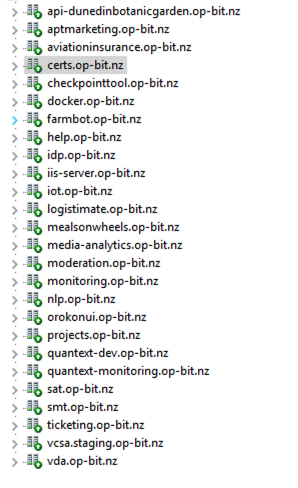 api-dunedinbotanicgarden.op-bit.nz
aptmarketing.op-bit.nz
aviationinsurance.op-bit.nz
certs.op-bit.nz
checkpointtool.op-bit.nz
docker.op-bit.nz
farmbot.op-bit.nz
help.op-bit.nz
idp.op-bit.nz
iis-server.op-bit.nz
iot.op-bit.nz
logistimate.op-bit.nz
mealsonwheels.op-bit.nz
media-analytics.op-bit.nz
moderation.op-bit.nz
monitoring.op-bit.nz
nlp.op-bit.nz
orokonui.op-bit.nz
projects.op-bit.nz
quantext-dev.op-bit.nz
quantext-monitoring.op-bit.nz
sat.op-bit.nz
smt.op-bit.nz
ticketing.op-bit.nz
vcsa.staging.op-bit.nz
vda.op-bit.nz